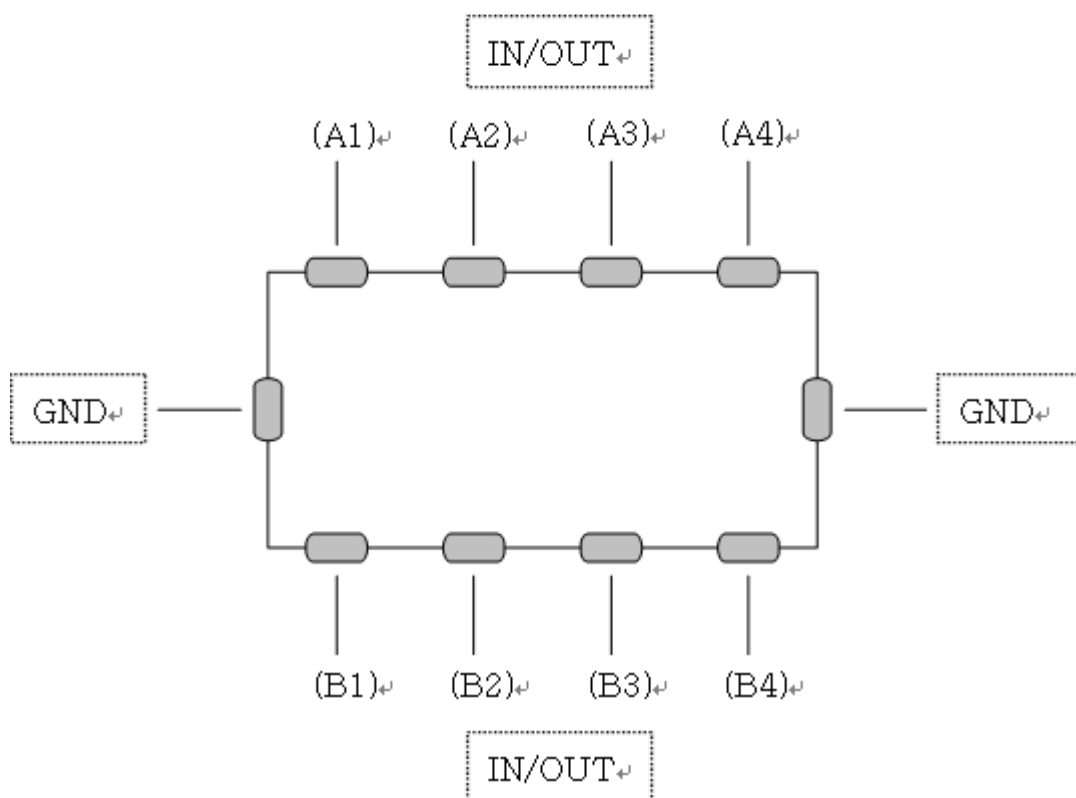 IN/OUT↵
(A1)↵ (A2)↵ (A3)↵ (A4)↵
GND↵ GND↵
(B1)↵ (B2)↵ (B3)↵ (B4)↵
IN/OUT↵